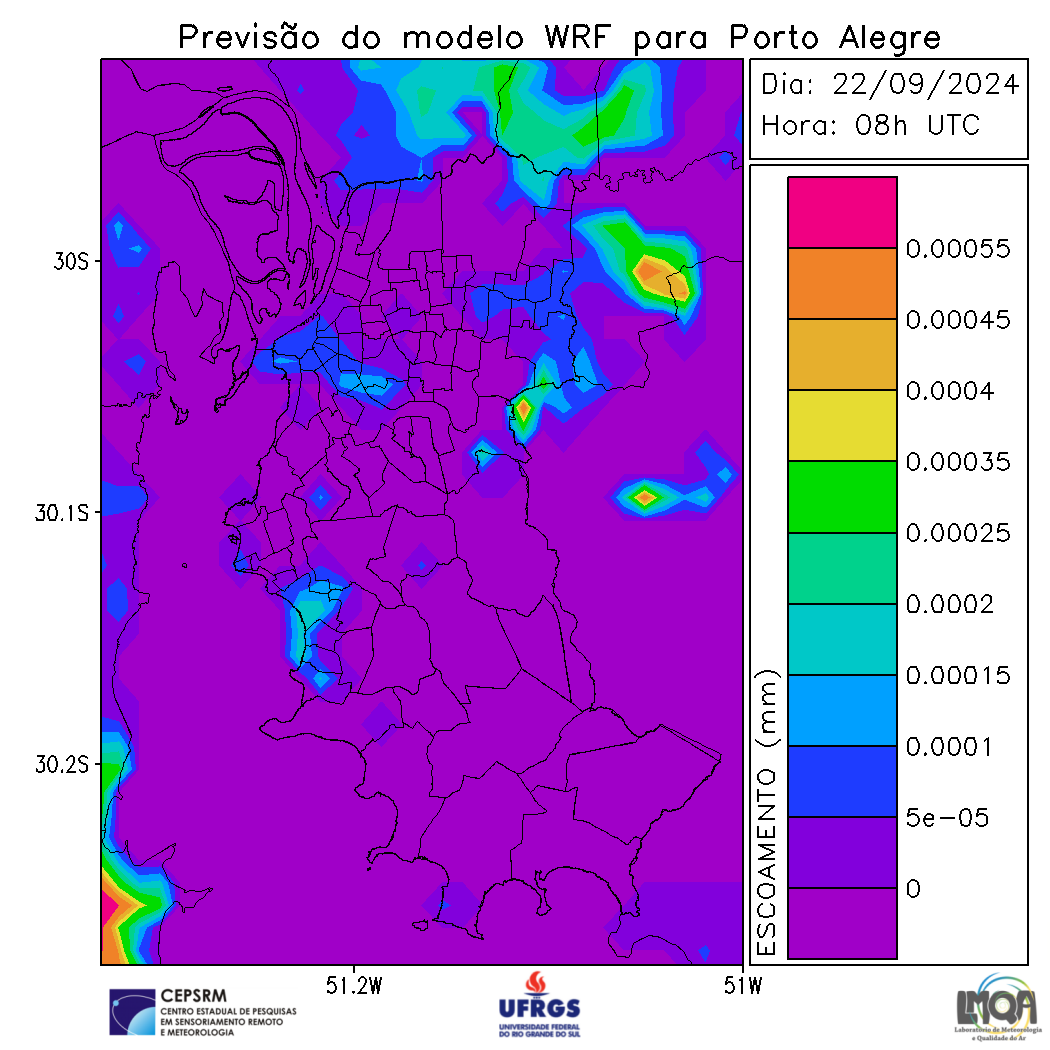 Previsão do modelo WRF para Porto Alegre
Dia: 22/09/2024
Hora: 08h UTC
30S
30.1S
30.2S
51.2W
51W
ESCOAMENTO (mm)
0.00055
0.00045
0.0004
0.00035
0.00025
0.0002
0.00015
0.0001
5e-05
0
CEPSRM
CENTRO ESTADUAL DE PESQUISAS
EM SENSORIAMENTO REMOTO
E METEOROLOGIA
UFRGS
UNIVERSIDADE FEDERAL
DO RIO GRANDE DO SUL
LMQA
Laboratório de Meteorologia
e Qualidade do Ar